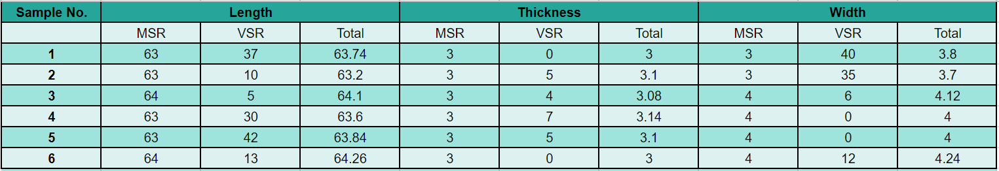 Sample No. Length Thickness Width
MSR VSR Total MSR VSR Total MSR VSR Total
1 63 37 63.74 3 0 3 3 40 3.8
2 63 10 63.2 3 5 3.1 3 35 3.7
3 64 5 64.1 3 4 3.08 4 6 4.12
4 63 30 63.6 3 7 3.14 4 0 4
5 63 42 63.84 3 5 3.1 4 0 4
6 64 13 64.26 3 0 3 4 12 4.24